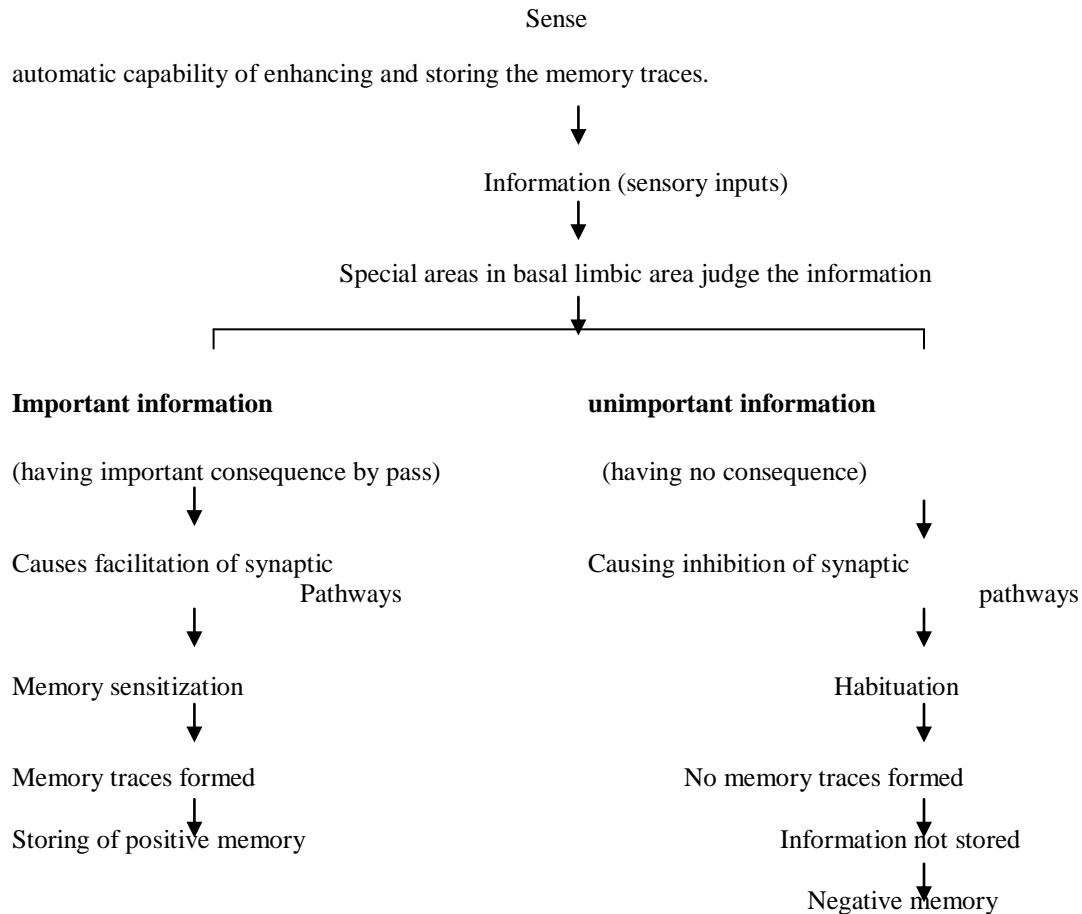 Sense
automatic capability of enhancing and storing the memory traces.
Information (sensory inputs)
Special areas in basal limbic area judge the information
Important information unimportant information
(having important consequence by pass) (having no consequence)
Causes facilitation of synaptic Causing inhibition of synaptic
Pathways pathways
Memory sensitization Habituation
Memory traces formed No memory traces formed
Storing of positive memory Information not stored
Negative memory